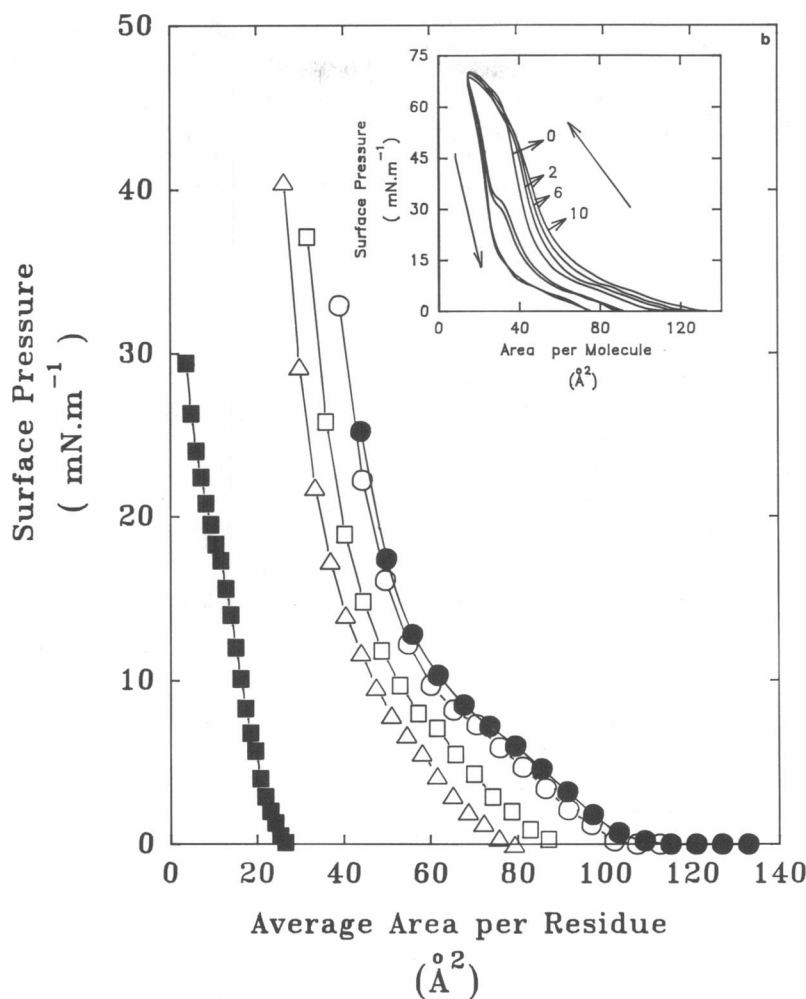 b
75
60
45
30
15
0
Surface Pressure
( mN.m⁻¹ )
0
2
6
10
0 40 80 120
Area per Molecule
(Å²)
50
40
30
20
10
0
Surface Pressure
( mN.m⁻¹ )
0 20 40 60 80 100 120 140
Average Area per Residue
(Å²)